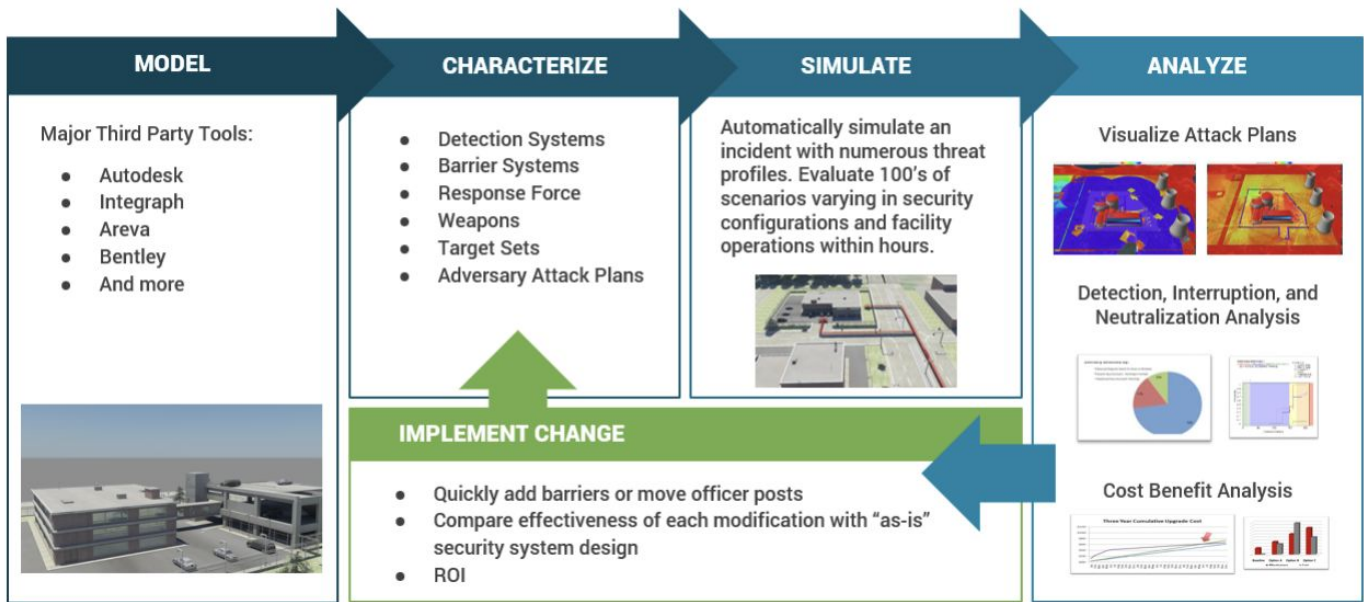 MODEL
Major Third Party Tools:
● Autodesk
● Integraph
● Areva
● Bentley
● And more
CHARACTERIZE
● Detection Systems
● Barrier Systems
● Response Force
● Weapons
● Target Sets
● Adversary Attack Plans
SIMULATE
Automatically simulate an
incident with numerous threat
profiles. Evaluate 100's of
scenarios varying in security
configurations and facility
operations within hours.
ANALYZE
Visualize Attack Plans
Detection, Interruption, and
Neutralization Analysis
Cost Benefit Analysis
Three Year Cumulative Upgrade Cost
Baseline Option A Option B Option C
IMPLEMENT CHANGE
● Quickly add barriers or move officer posts
● Compare effectiveness of each modification with “as-is”
security system design
● ROI